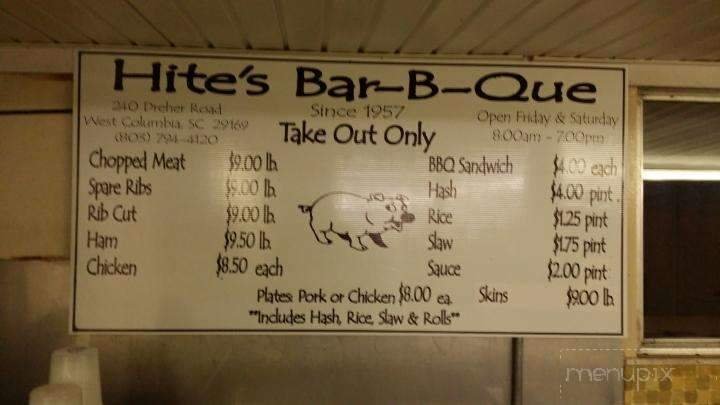 Hite's Bar-B-Que
240 Dreher Road
West Columbia, SC 29169
(803) 794-4120
Since 1957
Take Out Only
Open Friday & Saturday
8:00am - 7:00pm
Chopped Meat $9.00 lb.
Spare Ribs $9.00 lb.
Rib Cut $9.00 lb.
Ham $9.50 lb.
Chicken $8.50 each
BBQ Sandwich $4.00 each
Hash $4.00 pint
Rice $1.25 pint
Slaw $1.75 pint
Sauce $2.00 pint
Plates: Pork or Chicken $8.00 ea.
Skins $9.00 lb.
**Includes Hash, Rice, Slaw & Rolls**
menupix